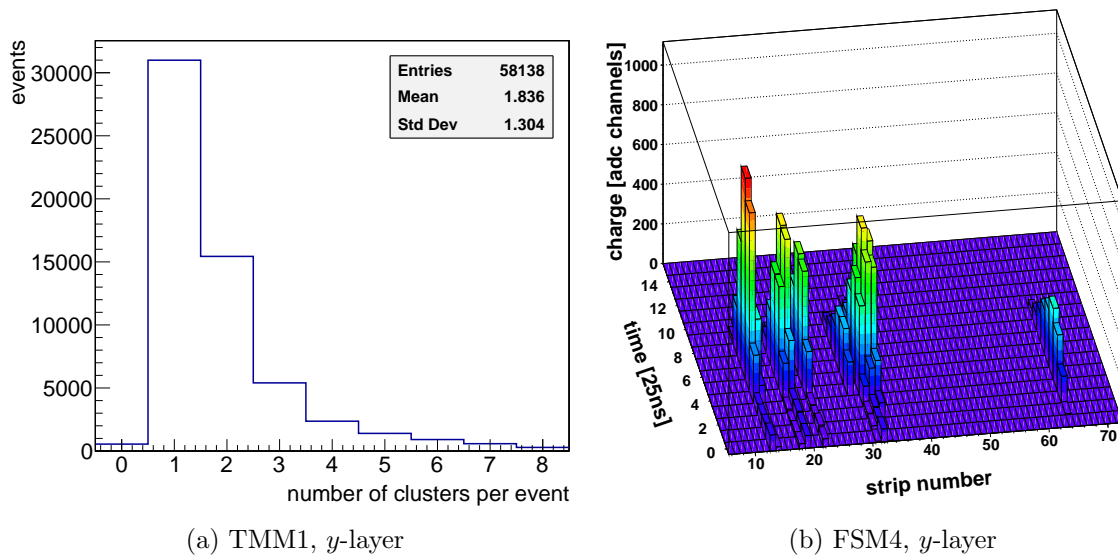 events
30000
25000
20000
15000
10000
5000
0
Entries 58138
Mean 1.836
Std Dev 1.304
0 1 2 3 4 5 6 7 8
number of clusters per event
(a) TMM1, y-layer
charge [adc channels]
1000
800
600
400
200
0
14
12
10
8
6
4
2
0
time [25ns]
10 20 30 40 50 60 70
strip number
(b) FSM4, y-layer